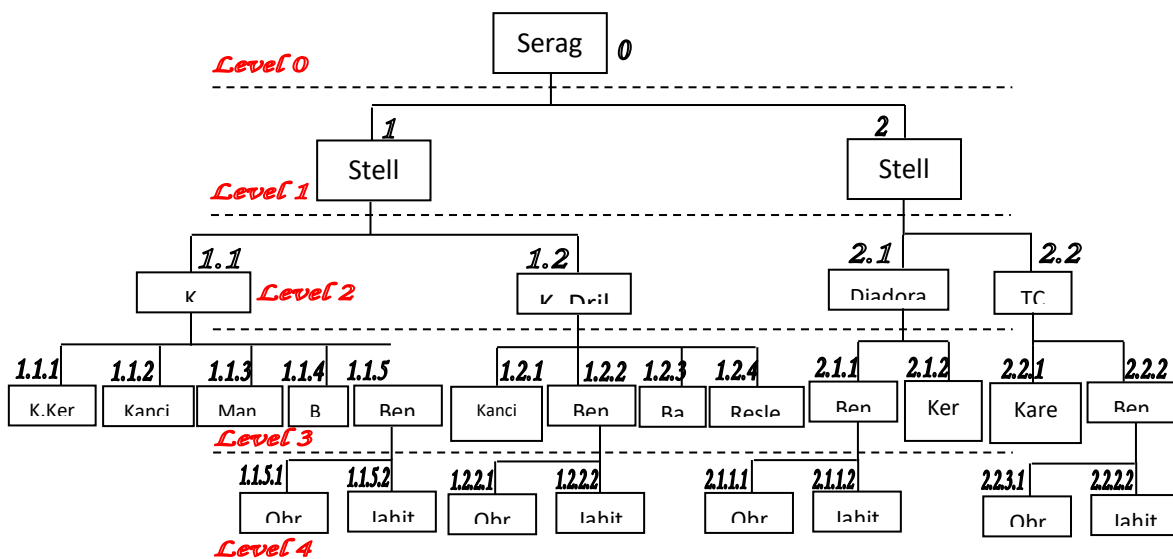 Serag
0
Level 0
1
2
Stell
Stell
Level 1
1.1
1.2
2.1
2.2
K
K. Dril
Diadora
TC
Level 2
1.1.1
1.1.2
1.1.3
1.1.4
1.1.5
1.2.1
1.2.2
1.2.3
1.2.4
2.1.1
2.1.2
2.2.1
2.2.2
K.Ker
Kanci
Man
B
Ben
Kanci
Ben
Ba
Resle
Ben
Ker
Kare
Ben
Level 3
1.1.5.1
1.1.5.2
1.2.2.1
1.2.2.2
2.1.1.1
2.1.1.2
2.2.3.1
2.2.2.2
Obr
Jahit
Obr
Jahit
Obr
Jahit
Obr
Jahit
Level 4